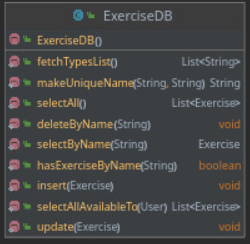 ExerciseDB
ExerciseDB()
fetchTypesList() List<String>
makeUniqueName(String, String) String
selectAll() List<Exercise>
deleteByName(String) void
selectByName(String) Exercise
hasExerciseByName(String) boolean
insert(Exercise) void
selectAllAvailableTo(User) List<Exercise>
update(Exercise) void